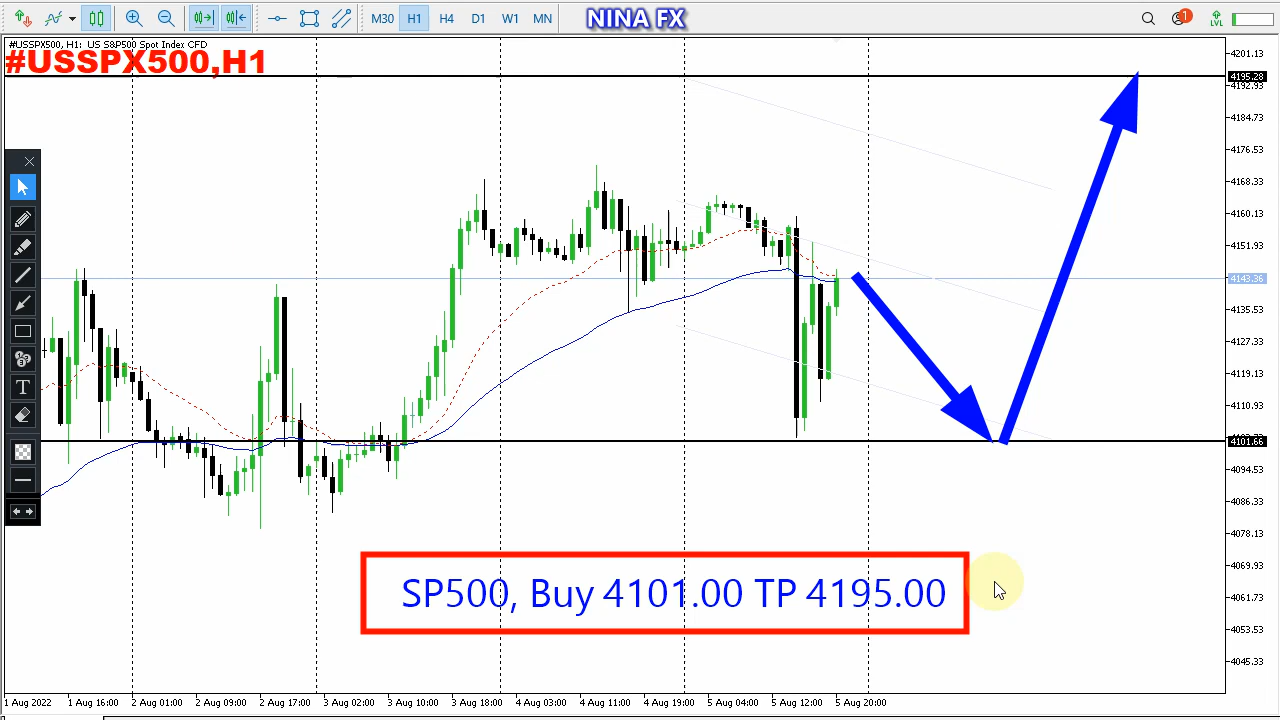 M30 H1 H4 D1 W1 MN
NINA FX
1
LVL
#USSPX500, H1: US S&P500 Spot Index CFD
#USSPX500,H1
4201.13
4195.28
4192.93
4184.73
4176.53
4168.33
4160.13
4151.93
4143.36
4135.53
4127.33
4119.13
4110.93
4101.66
4094.53
4086.33
4078.13
4069.93
4061.73
4053.53
4045.33
T
SP500, Buy 4101.00 TP 4195.00
1 Aug 2022 1 Aug 16:00 2 Aug 01:00 2 Aug 09:00 2 Aug 17:00 3 Aug 02:00 3 Aug 10:00 3 Aug 18:00 4 Aug 03:00 4 Aug 11:00 4 Aug 19:00 5 Aug 04:00 5 Aug 12:00 5 Aug 20:00